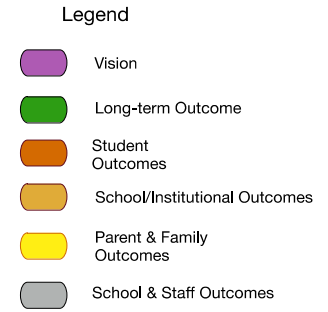 Legend
Vision
Long-term Outcome
Student
Outcomes
School/Institutional Outcomes
Parent & Family
Outcomes
School & Staff Outcomes